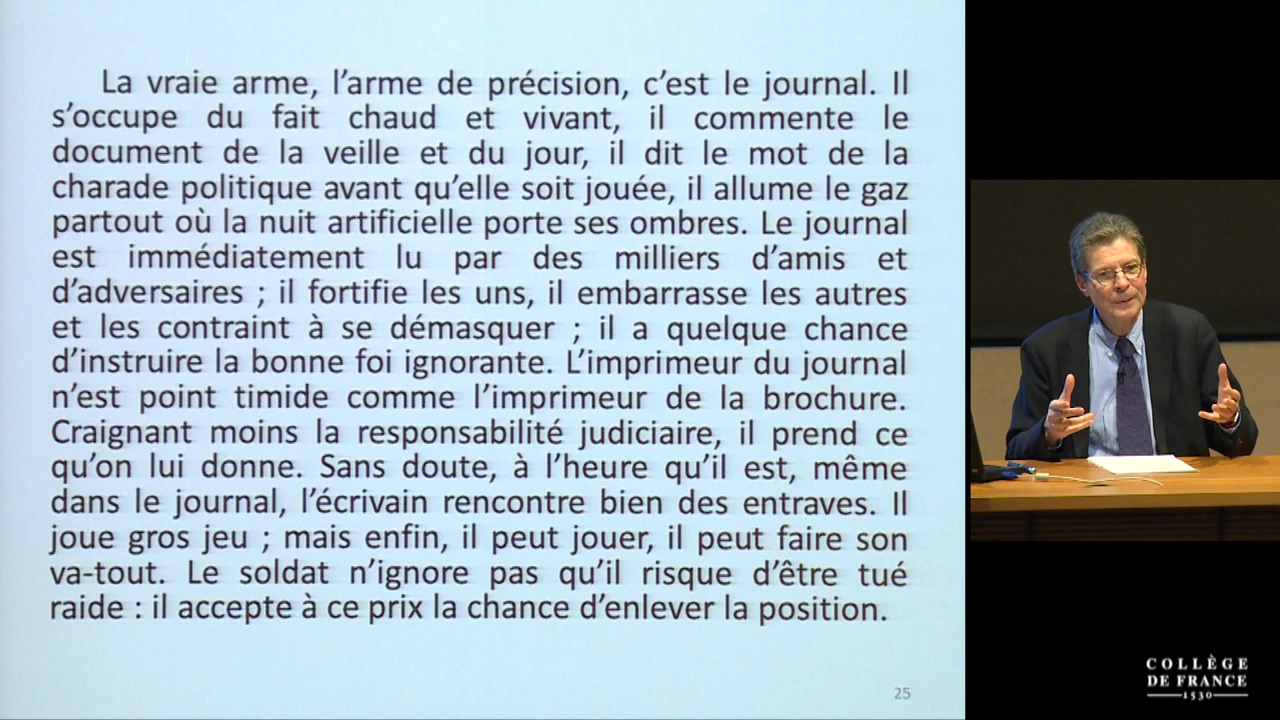 La vraie arme, l’arme de précision, c’est le journal. Il
s’occupe du fait chaud et vivant, il commente le
document de la veille et du jour, il dit le mot de la
charade politique avant qu’elle soit jouée, il allume le gaz
partout où la nuit artificielle porte ses ombres. Le journal
est immédiatement lu par des milliers d’amis et
d’adversaires ; il fortifie les uns, il embarrasse les autres
et les contraint à se démasquer ; il a quelque chance
d’instruire la bonne foi ignorante. L’imprimeur du journal
n’est point timide comme l’imprimeur de la brochure.
Craignant moins la responsabilité judiciaire, il prend ce
qu’on lui donne. Sans doute, à l’heure qu’il est, même
dans le journal, l’écrivain rencontre bien des entraves. Il
joue gros jeu ; mais enfin, il peut jouer, il peut faire son
va-tout. Le soldat n’ignore pas qu’il risque d’être tué
raide : il accepte à ce prix la chance d’enlever la position.
25
COLLÈGE
DE FRANCE
1530